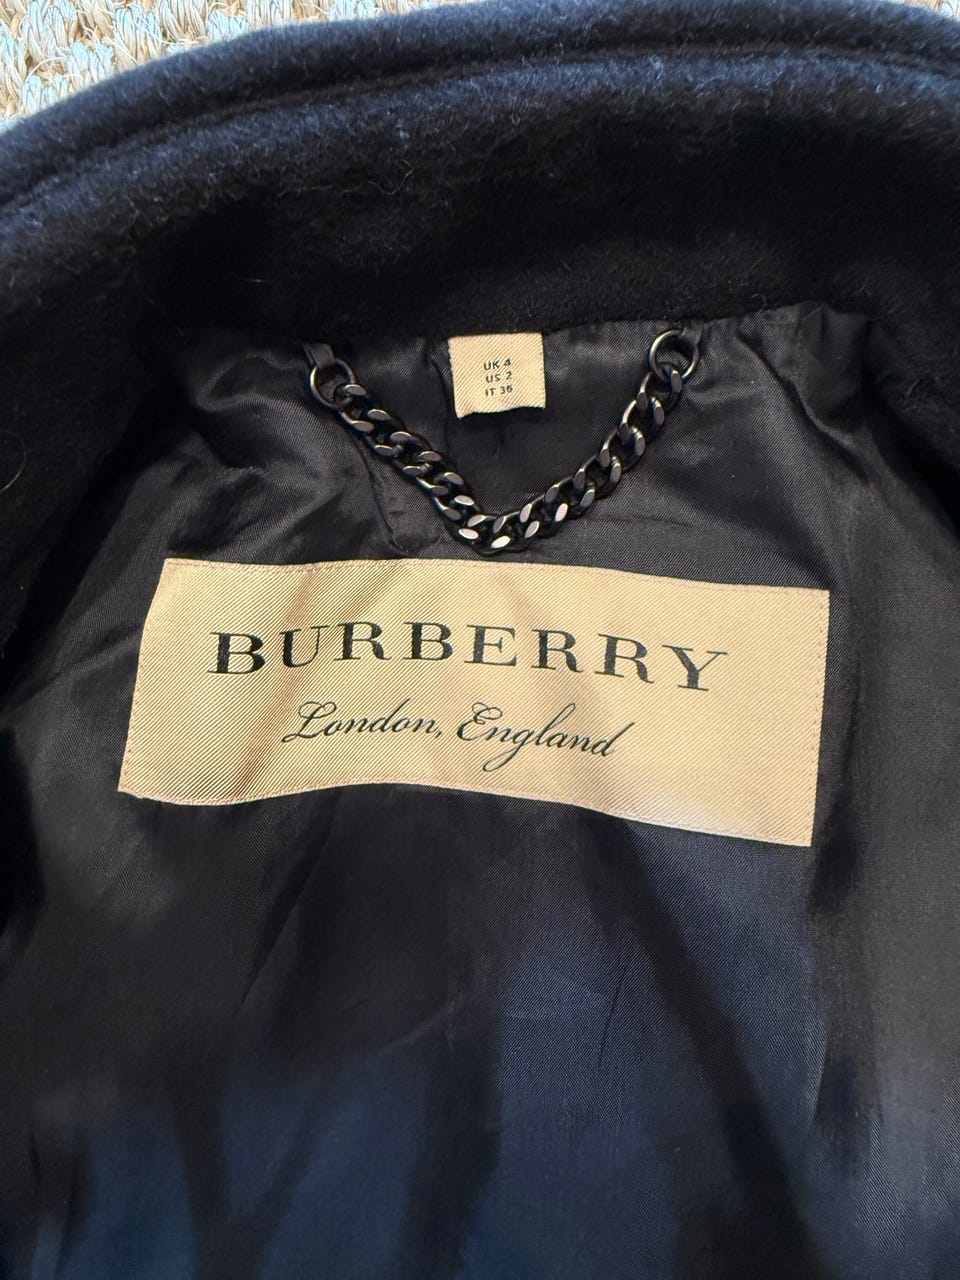 UK 4
US 2
IT 36
BURBERRY
London, England